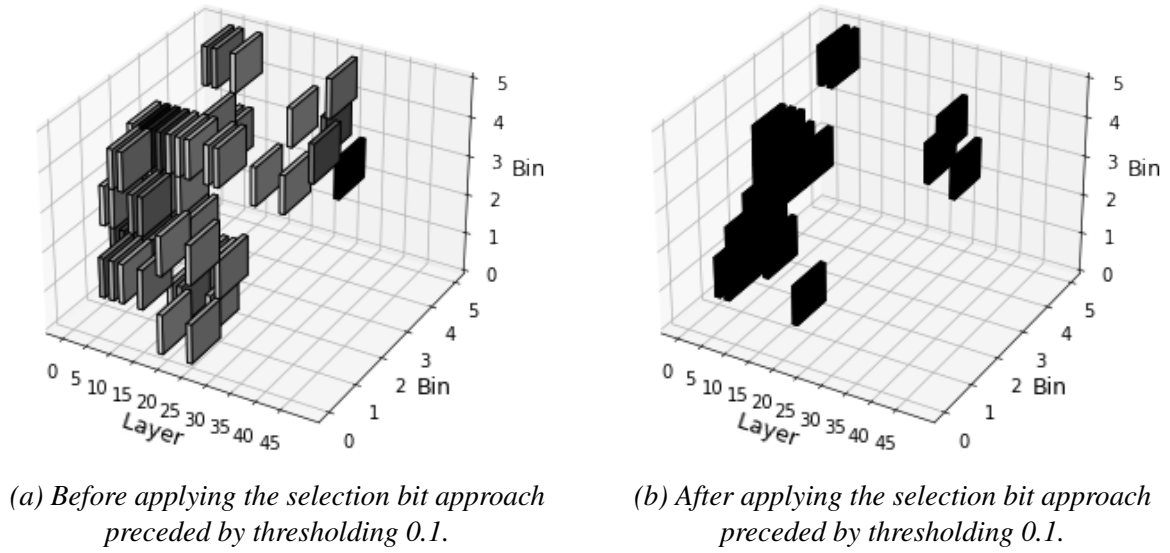 5
4
3
2
1
0
Bin
5
4
3
2
1
0
Bin
0 5 10 15 20 25 30 35 40 45
Layer
5
4
3
2
1
0
Bin
5
4
3
2
1
0
Bin
0 5 10 15 20 25 30 35 40 45
Layer
(a) Before applying the selection bit approach
preceded by thresholding 0.1.
(b) After applying the selection bit approach
preceded by thresholding 0.1.